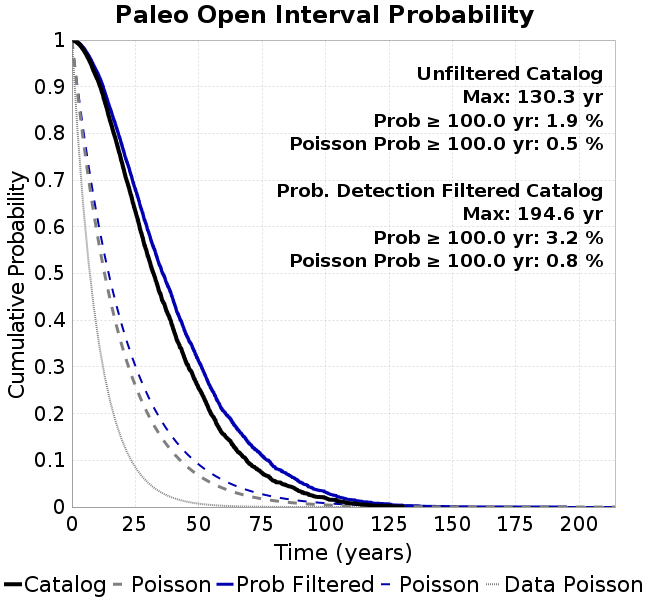 Paleo Open Interval Probability
Cumulative Probability
1
0.9
0.8
0.7
0.6
0.5
0.4
0.3
0.2
0.1
0
Unfiltered Catalog
Max: 130.3 yr
Prob ≥ 100.0 yr: 1.9 %
Poisson Prob ≥ 100.0 yr: 0.5 %
Prob. Detection Filtered Catalog
Max: 194.6 yr
Prob ≥ 100.0 yr: 3.2 %
Poisson Prob ≥ 100.0 yr: 0.8 %
0 25 50 75 100 125 150 175 200
Time (years)
Catalog Poisson Prob Filtered Poisson Data Poisson